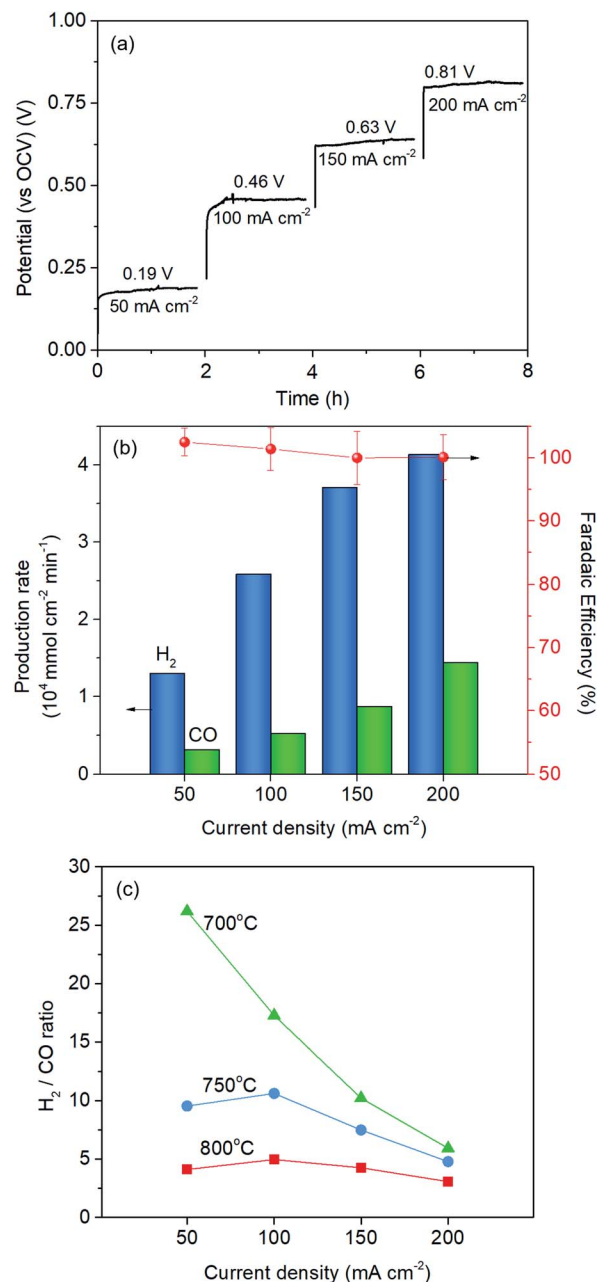 (a)
1.00
0.75
0.50
0.25
0.00
Potential (vs OCV) (V)
0.19 V
50 mA cm-2
0.46 V
100 mA cm-2
0.63 V
150 mA cm-2
0.81 V
200 mA cm-2
0 2 4 6 8
Time (h)
(b)
4
3
2
1
0
Production rate
(10⁴ mmol cm-2 min-1)
H2
CO
100
90
80
70
60
50
Faradaic Efficiency (%)
50 100 150 200
Current density (mA cm-2)
(c)
30
25
20
15
10
5
0
H2 / CO ratio
700oC
750oC
800oC
50 100 150 200
Current density (mA cm-2)